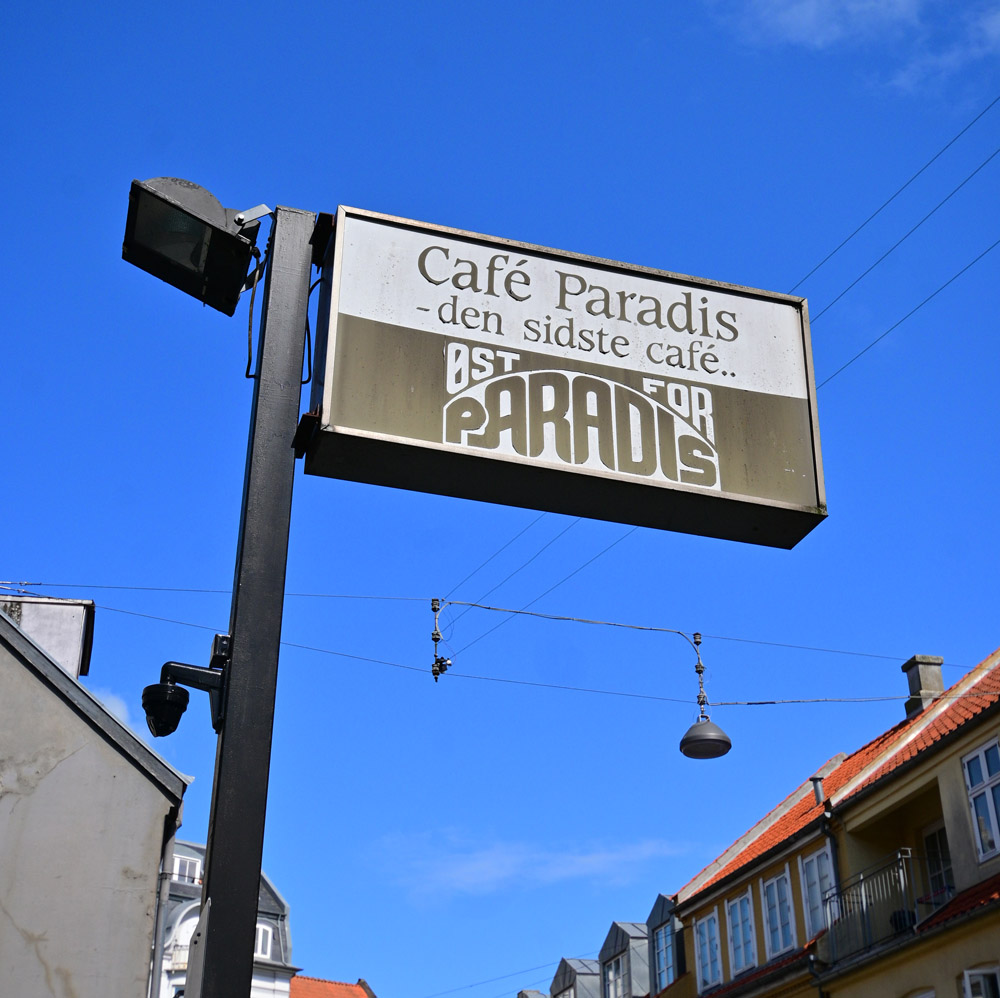 Café Paradis
-den sidste café..
ØST FOR
PARADIS